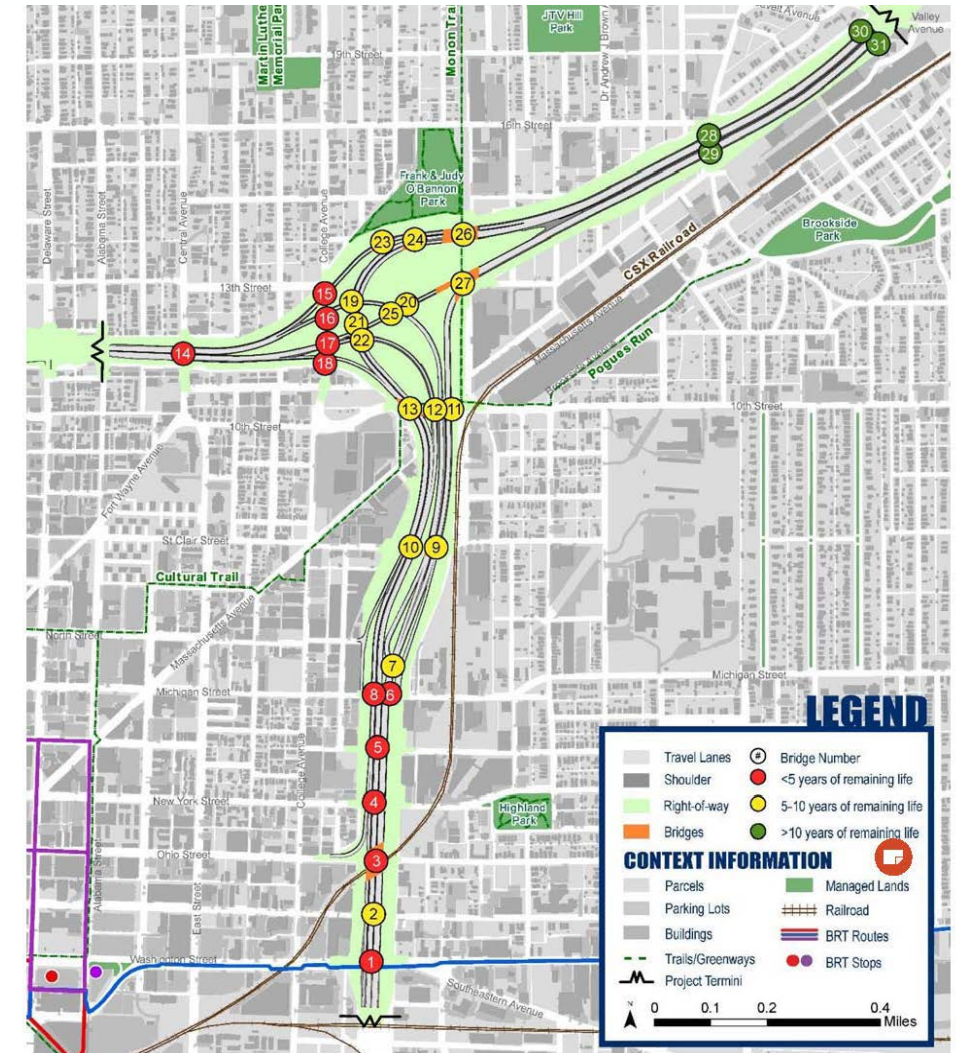 Martin Luthe
Memorial Pa
Monon Trai
JTV Hill
Park
Dr Andrew J Brown
Avenue
Valley
Avenue
30
31
19th Street
16th Street
28
29
Frank & Judy
O'Bannon
Park
Delaware Street
Alabama Street
Central Avenue
College Avenue
23
24
26
Brookside
Park
CSX Railroad
13th Street
15
19
20
27
16
21
25
Massachusetts Avenue
Brookside Avenue
Pogues Run
14
17
22
18
13
12
11
10th Street
10th Street
Fort Wayne Avenue
St Clair Street
10
9
Cultural Trail
Massachusetts Avenue
North Street
7
Michigan Street
Michigan Street
8
6
5
College Avenue
New York Street
4
Highland
Park
Ohio Street
3
Alabama Street
East Street
2
Washington Street
1
Southeastern Avenue
LEGEND
Travel Lanes
# Bridge Number
Shoulder
<5 years of remaining life
Right-of-way
5-10 years of remaining life
Bridges
>10 years of remaining life
CONTEXT INFORMATION
Parcels
Managed Lands
Parking Lots
Railroad
Buildings
BRT Routes
Trails/Greenways
BRT Stops
Project Termini
N
0 0.1 0.2 0.4
Miles